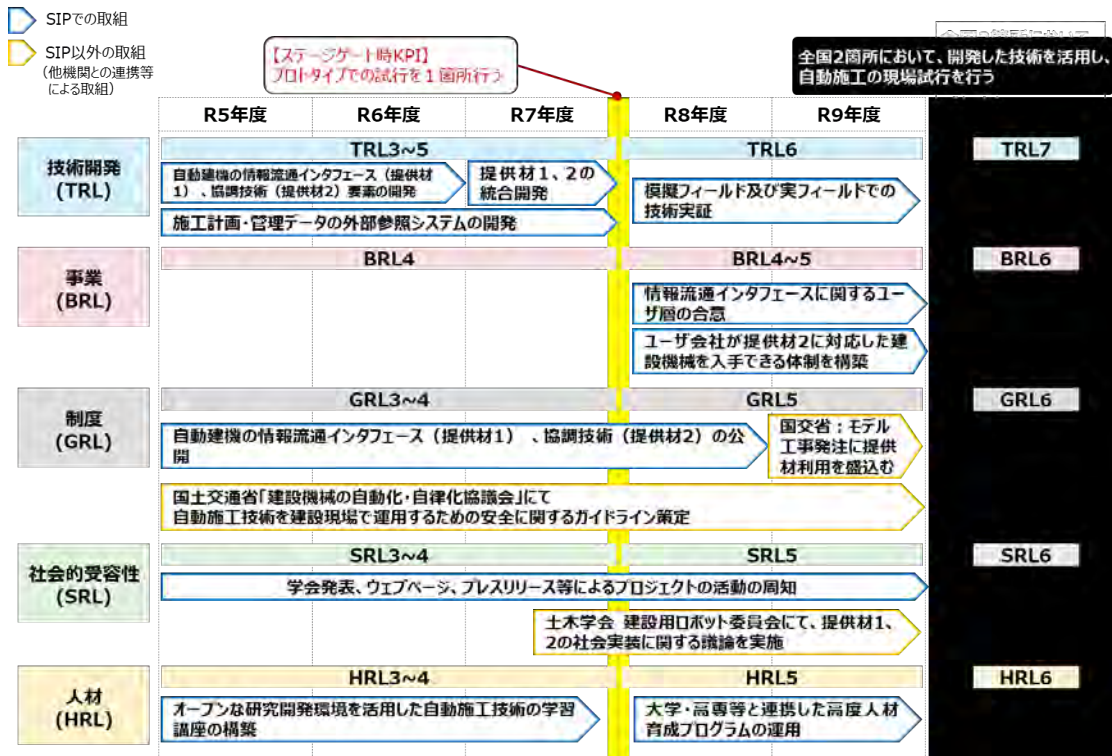 SIPでの取組
SIP以外の取組
(他機関との連携等
による取組)
【ステージゲート時KPI】
プロトタイプでの試行を1箇所行う
全国2箇所において、開発した技術を活用し、
自動施工の現場試行を行う
R5年度
R6年度
R7年度
R8年度
R9年度
技術開発
(TRL)
TRL3~5
TRL6
TRL7
自動建機の情報流通インタフェース(提供材
1)、協調技術(提供材2)要素の開発
提供材1、2の
統合開発
模擬フィールド及び実フィールドでの
技術実証
施工計画・管理データの外部参照システムの開発
事業
(BRL)
BRL4
BRL4~5
BRL6
情報流通インタフェースに関するユー
ザ層の合意
ユーザ会社が提供材2に対応した建
設機械を入手できる体制を構築
制度
(GRL)
GRL3~4
GRL5
GRL6
自動建機の情報流通インタフェース(提供材1)、協調技術(提供材2)の公
開
国交省:モデル
工事発注に提供
材利用を盛込む
国土交通省「建設機械の自動化・自律化協議会」にて
自動施工技術を建設現場で運用するための安全に関するガイドライン策定
社会的受容性
(SRL)
SRL3~4
SRL5
SRL6
学会発表、ウェブページ、プレスリリース等によるプロジェクトの活動の周知
土木学会 建設用ロボット委員会にて、提供材1、
2の社会実装に関する議論を実施
人材
(HRL)
HRL3~4
HRL5
HRL6
オープンな研究開発環境を活用した自動施工技術の学習
講座の構築
大学・高専等と連携した高度人材
育成プログラムの運用